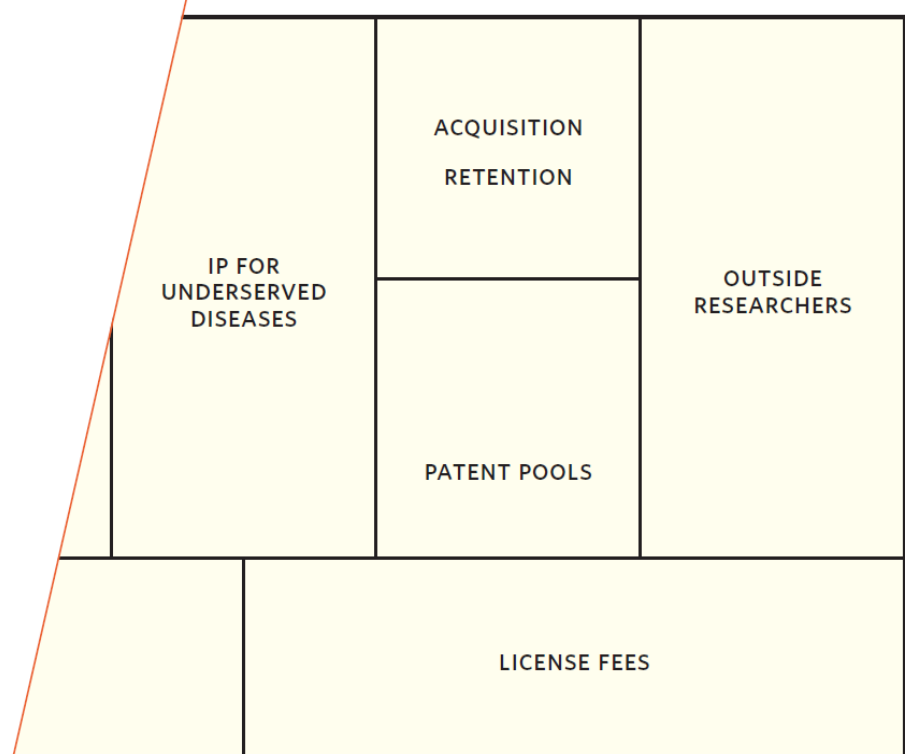 IP FOR
UNDERSERVED
DISEASES
ACQUISITION
RETENTION
PATENT POOLS
OUTSIDE
RESEARCHERS
LICENSE FEES